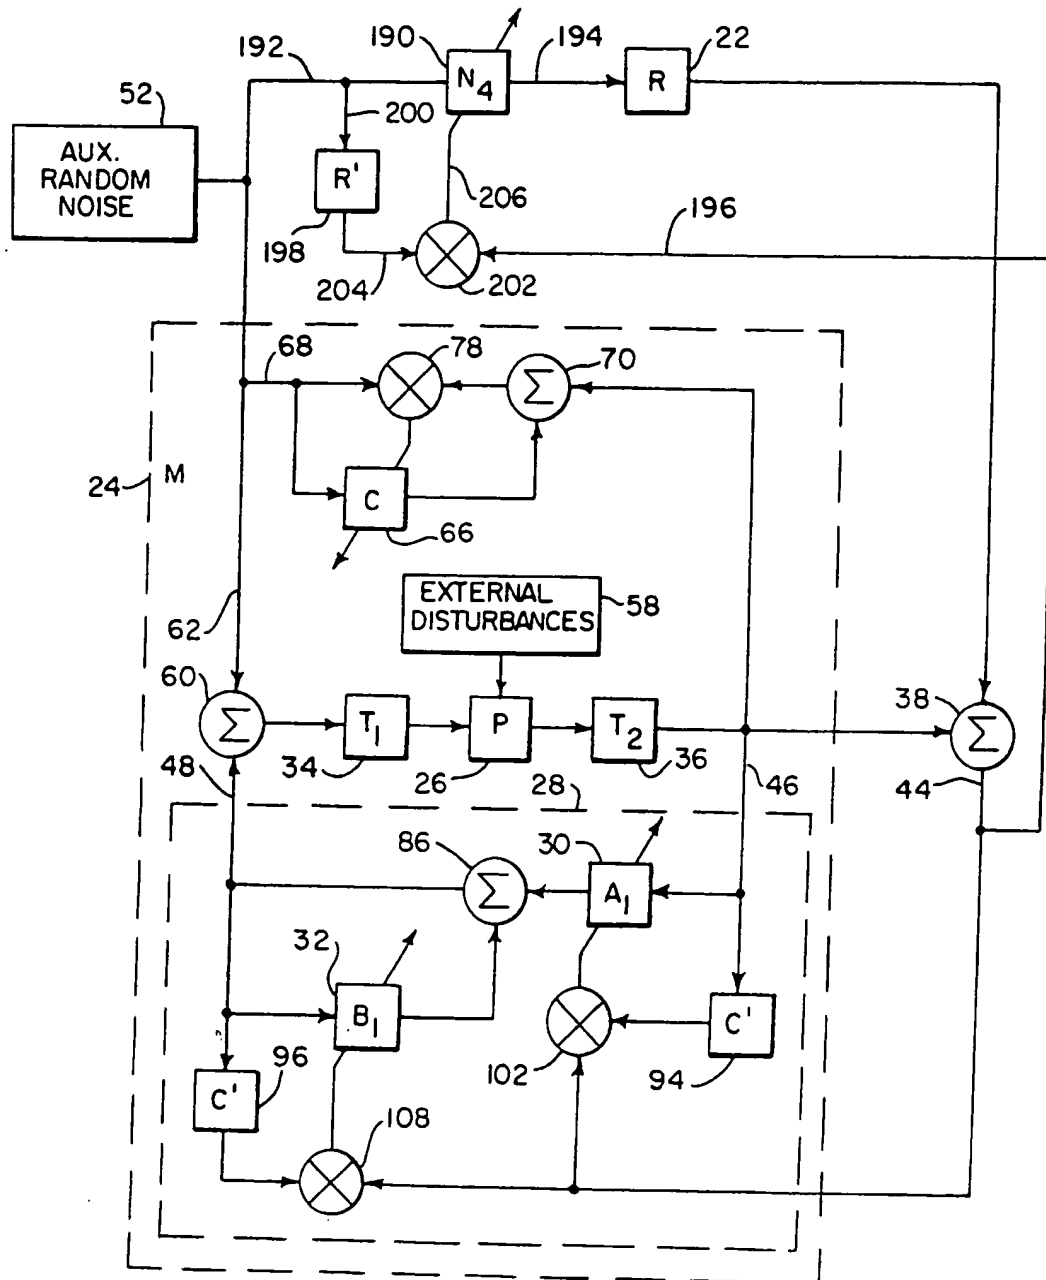 190
194
22
192
N4
R
52
200
AUX.
RANDOM
NOISE
R'
206
196
198
204
202
68
78
70
Σ
24
M
C
66
EXTERNAL
DISTURBANCES
58
62
60
Σ
T1
P
T2
38
Σ
34
26
36
48
28
46
44
86
30
Σ
A1
32
B1
C'
102
94
96
C'
108